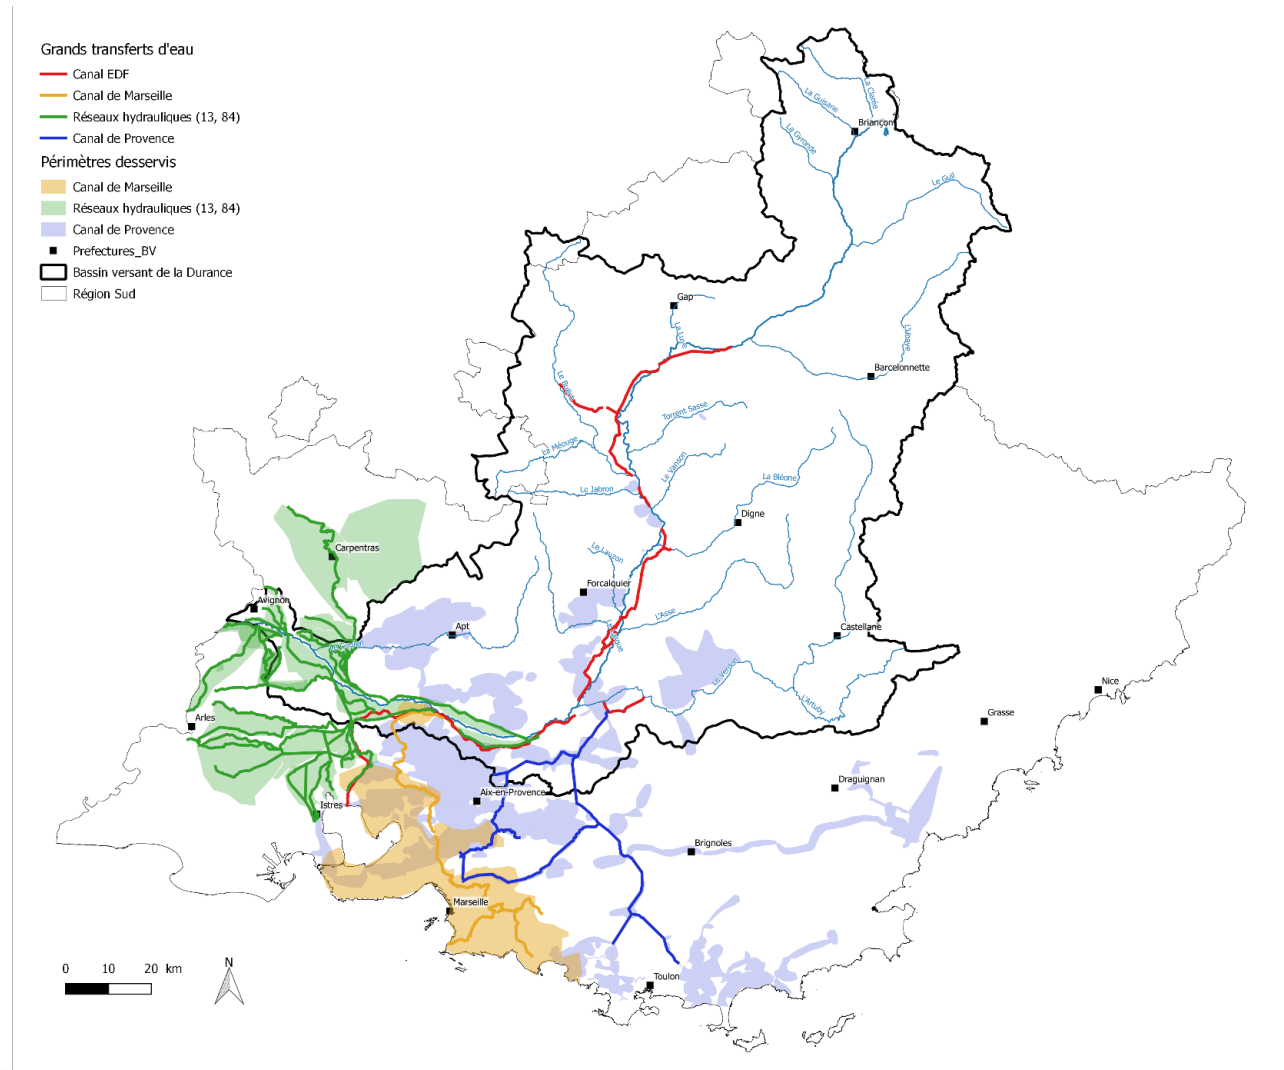 Grands transferts d'eau
Canal EDF
Canal de Marseille
Réseaux hydrauliques (13, 84)
Canal de Provence
Périmètres desservis
Canal de Marseille
Réseaux hydrauliques (13, 84)
Canal de Provence
Prefectures_BV
Bassin versant de la Durance
Région Sud
La Clarée
La Guisane
Briançon
La Gyronde
Le Guil
Gap
La Luye
L'Ubaye
Barcelonnette
Le Buëch
Torrent Sasse
La Méouge
Le Vanson
La Bléone
Le Jabron
Digne
Carpentras
Le Lauzon
Forcalquier
Avignon
L'Asse
Apt
Castellane
Le Verdon
L'Artuby
Nice
Grasse
Arles
Draguignan
Aix-en-Provence
Istres
Brignoles
Marseille
Toulon
0 10 20 km
N